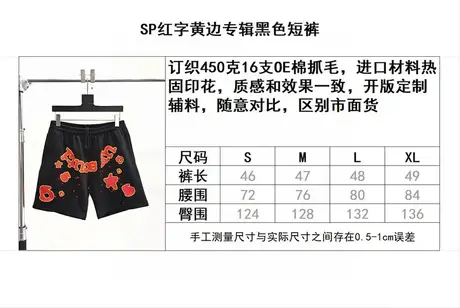 SP红字黄边专辑黑色短裤
订织450克16支OE棉抓毛，进口材料热
固印花，质感和效果一致，开版定制
辅料，随意对比，区别市面货
尺码 S M L XL
裤长 46 47 48 49
腰围 72 76 80 84
臀围 124 128 132 136
手工测量尺寸与实际尺寸之间存在0.5-1cm误差